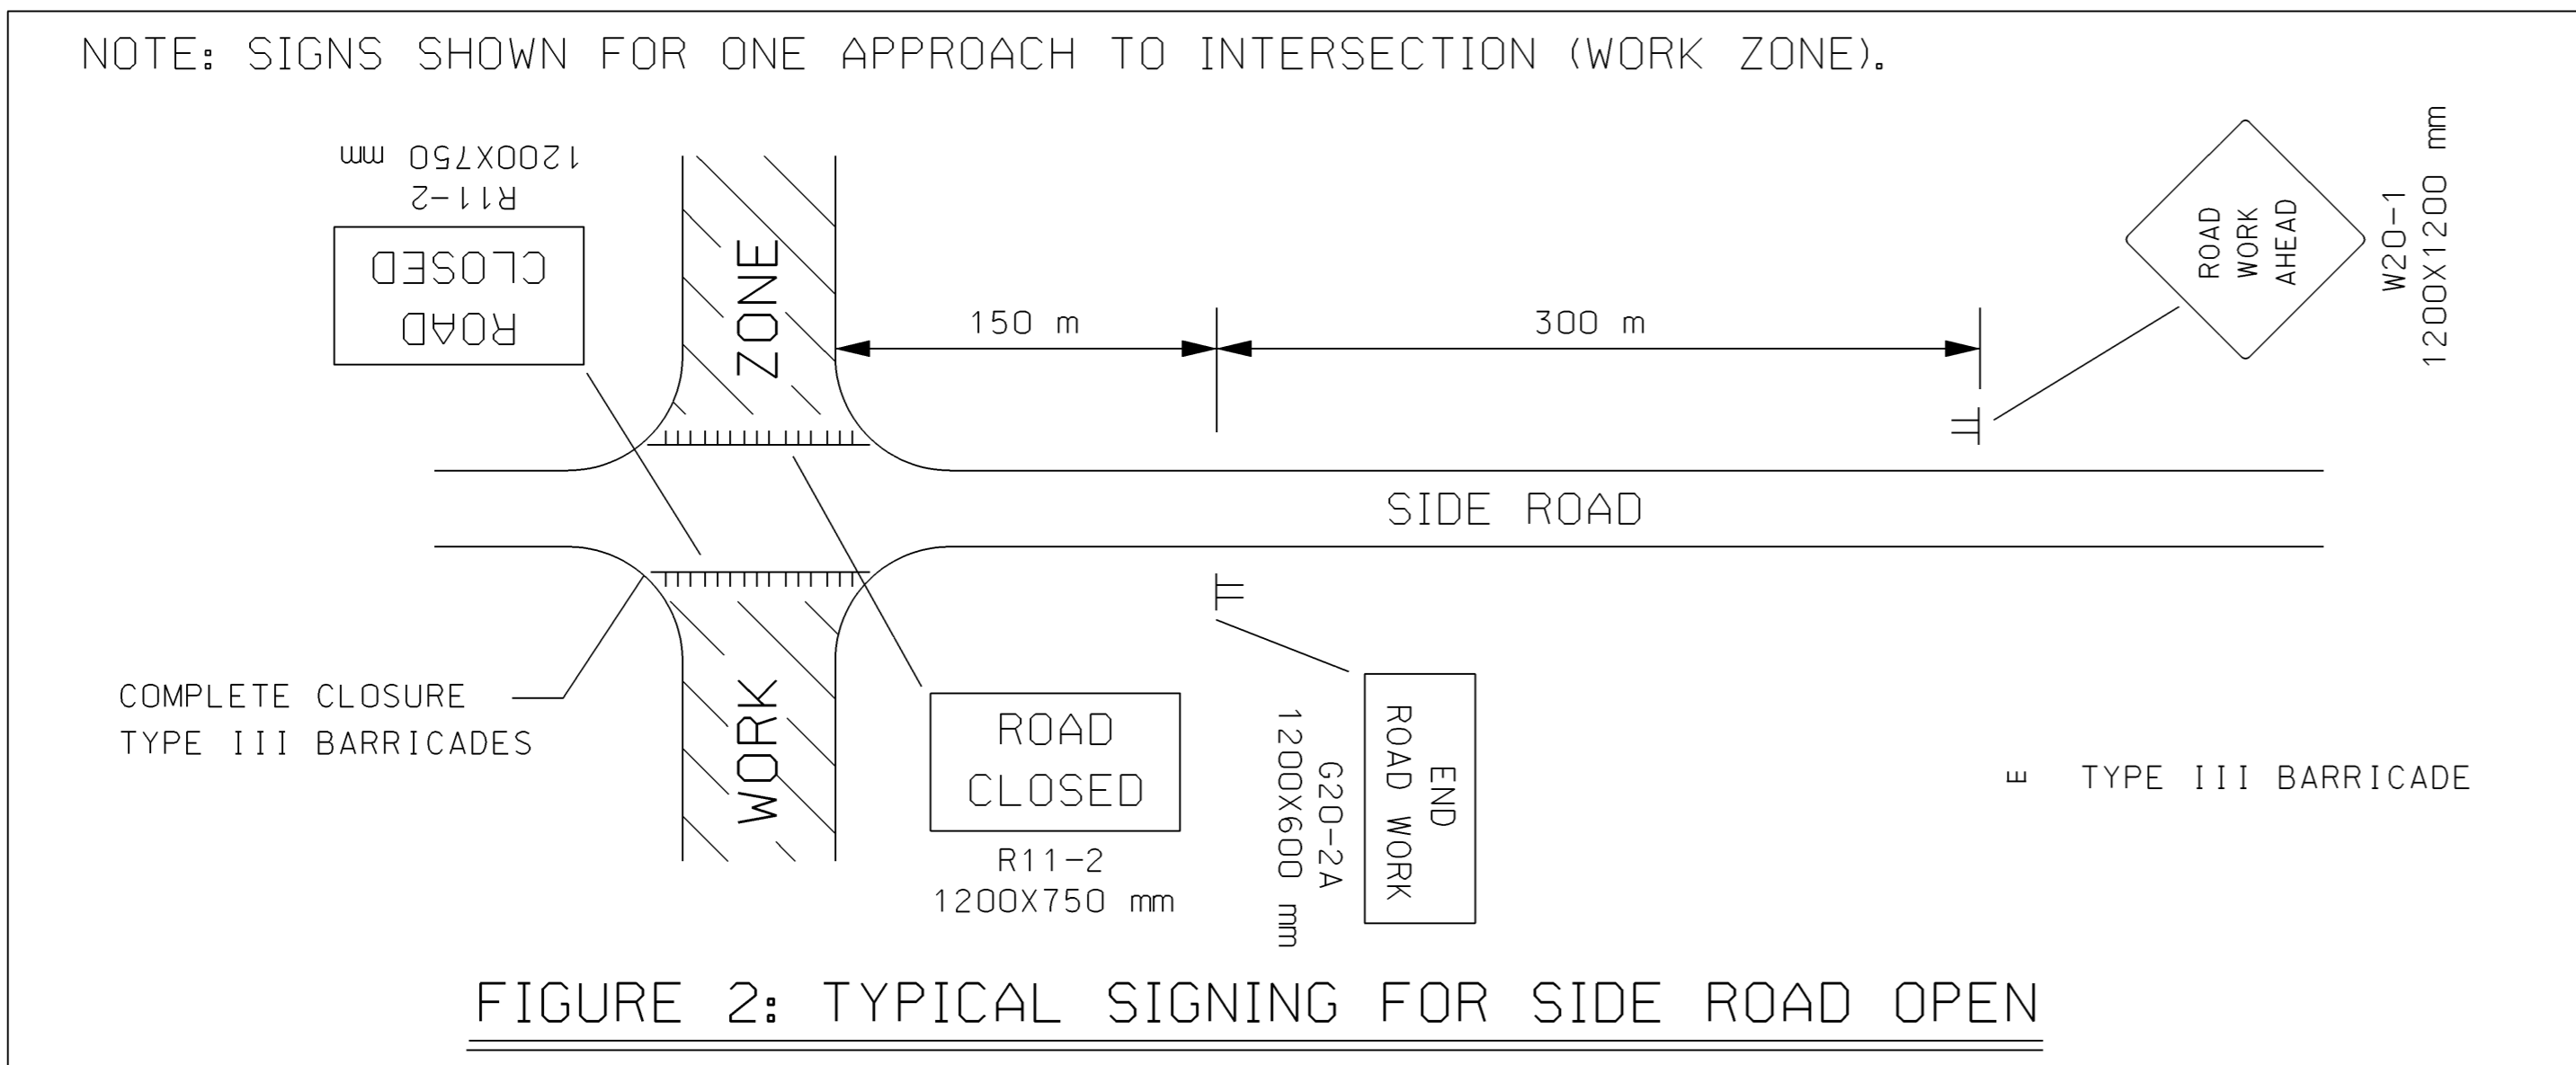 NOTE: SIGNS SHOWN FOR ONE APPROACH TO INTERSECTION (WORK ZONE).
R11-2
1200X750 mm
ROAD
CLOSED
ZONE
150 m
300 m
ROAD
WORK
AHEAD
W20-1
1200X1200 mm
SIDE ROAD
COMPLETE CLOSURE
TYPE III BARRICADES
WORK
ROAD
CLOSED
R11-2
1200X750 mm
END
ROAD WORK
G20-2A
1200X600 mm
E TYPE III BARRICADE
FIGURE 2: TYPICAL SIGNING FOR SIDE ROAD OPEN